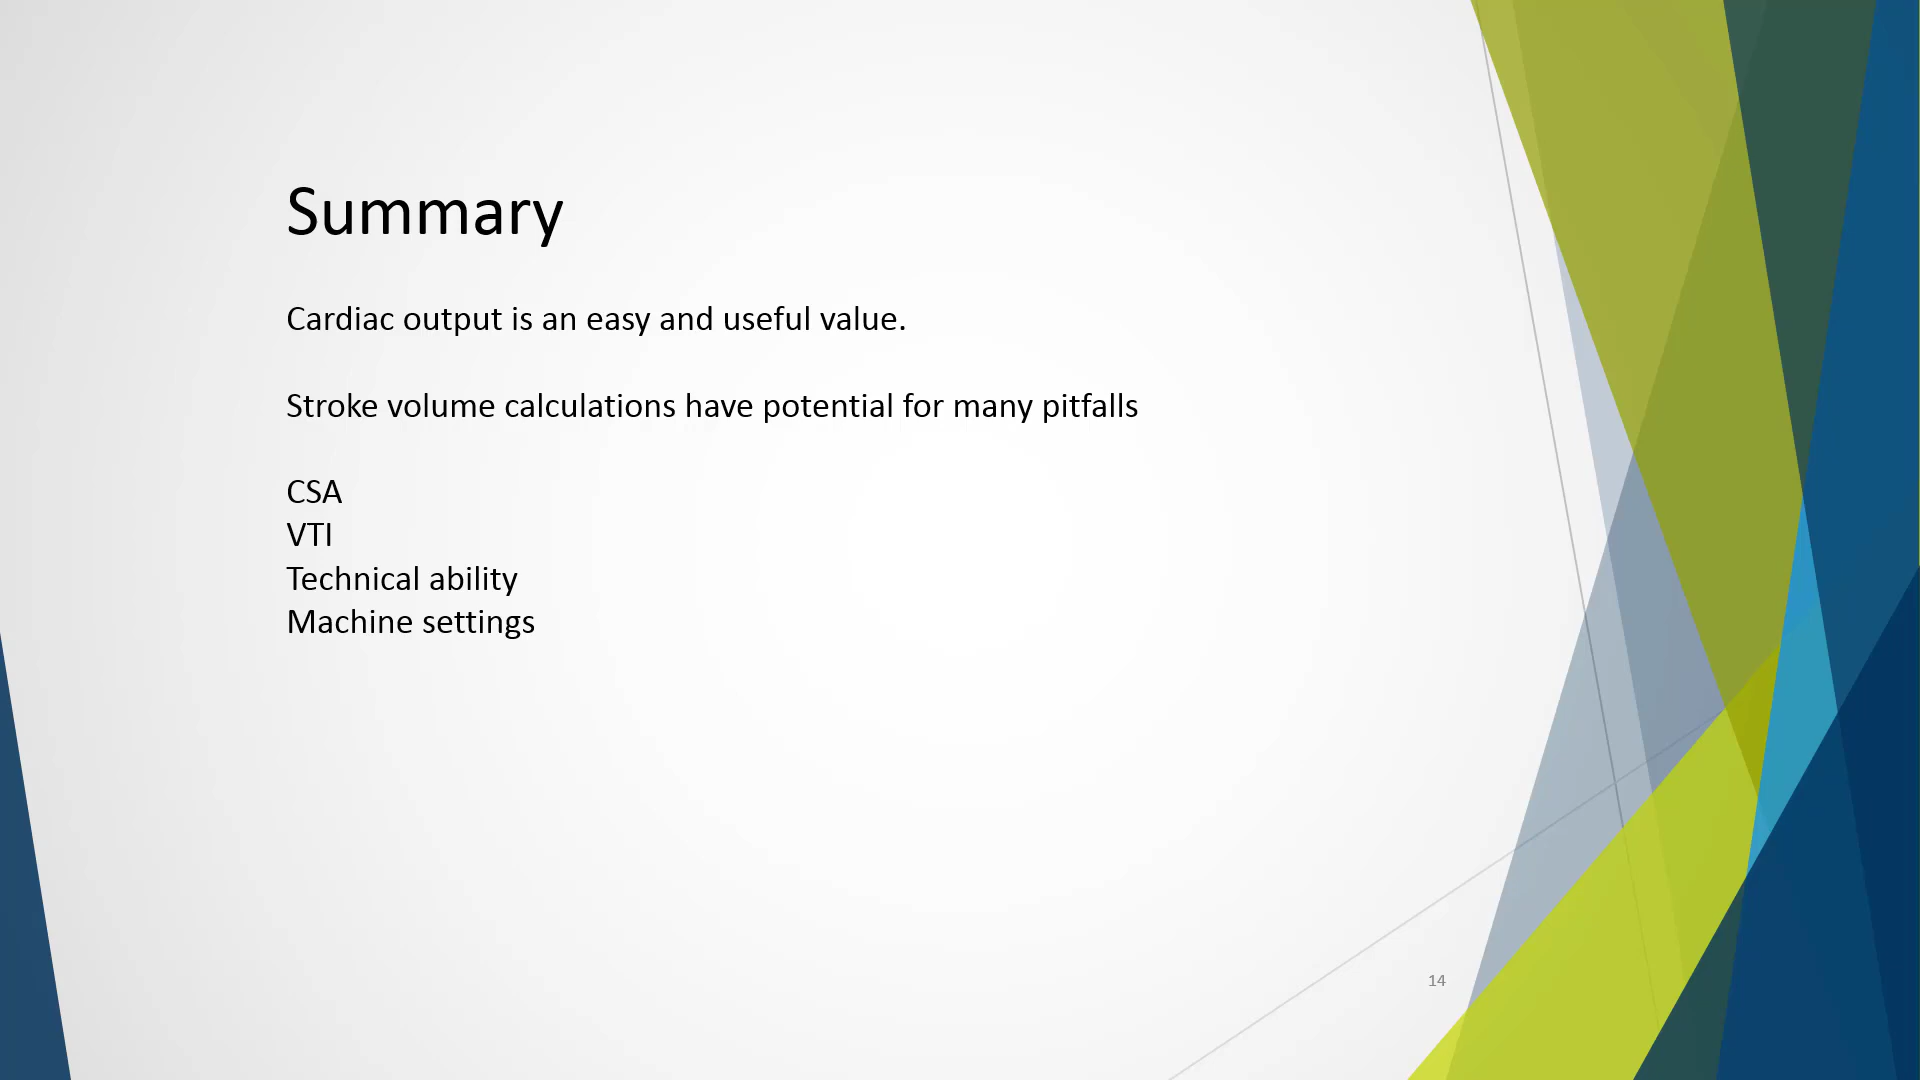 Summary
Cardiac output is an easy and useful value.
Stroke volume calculations have potential for many pitfalls
CSA
VTI
Technical ability
Machine settings
14